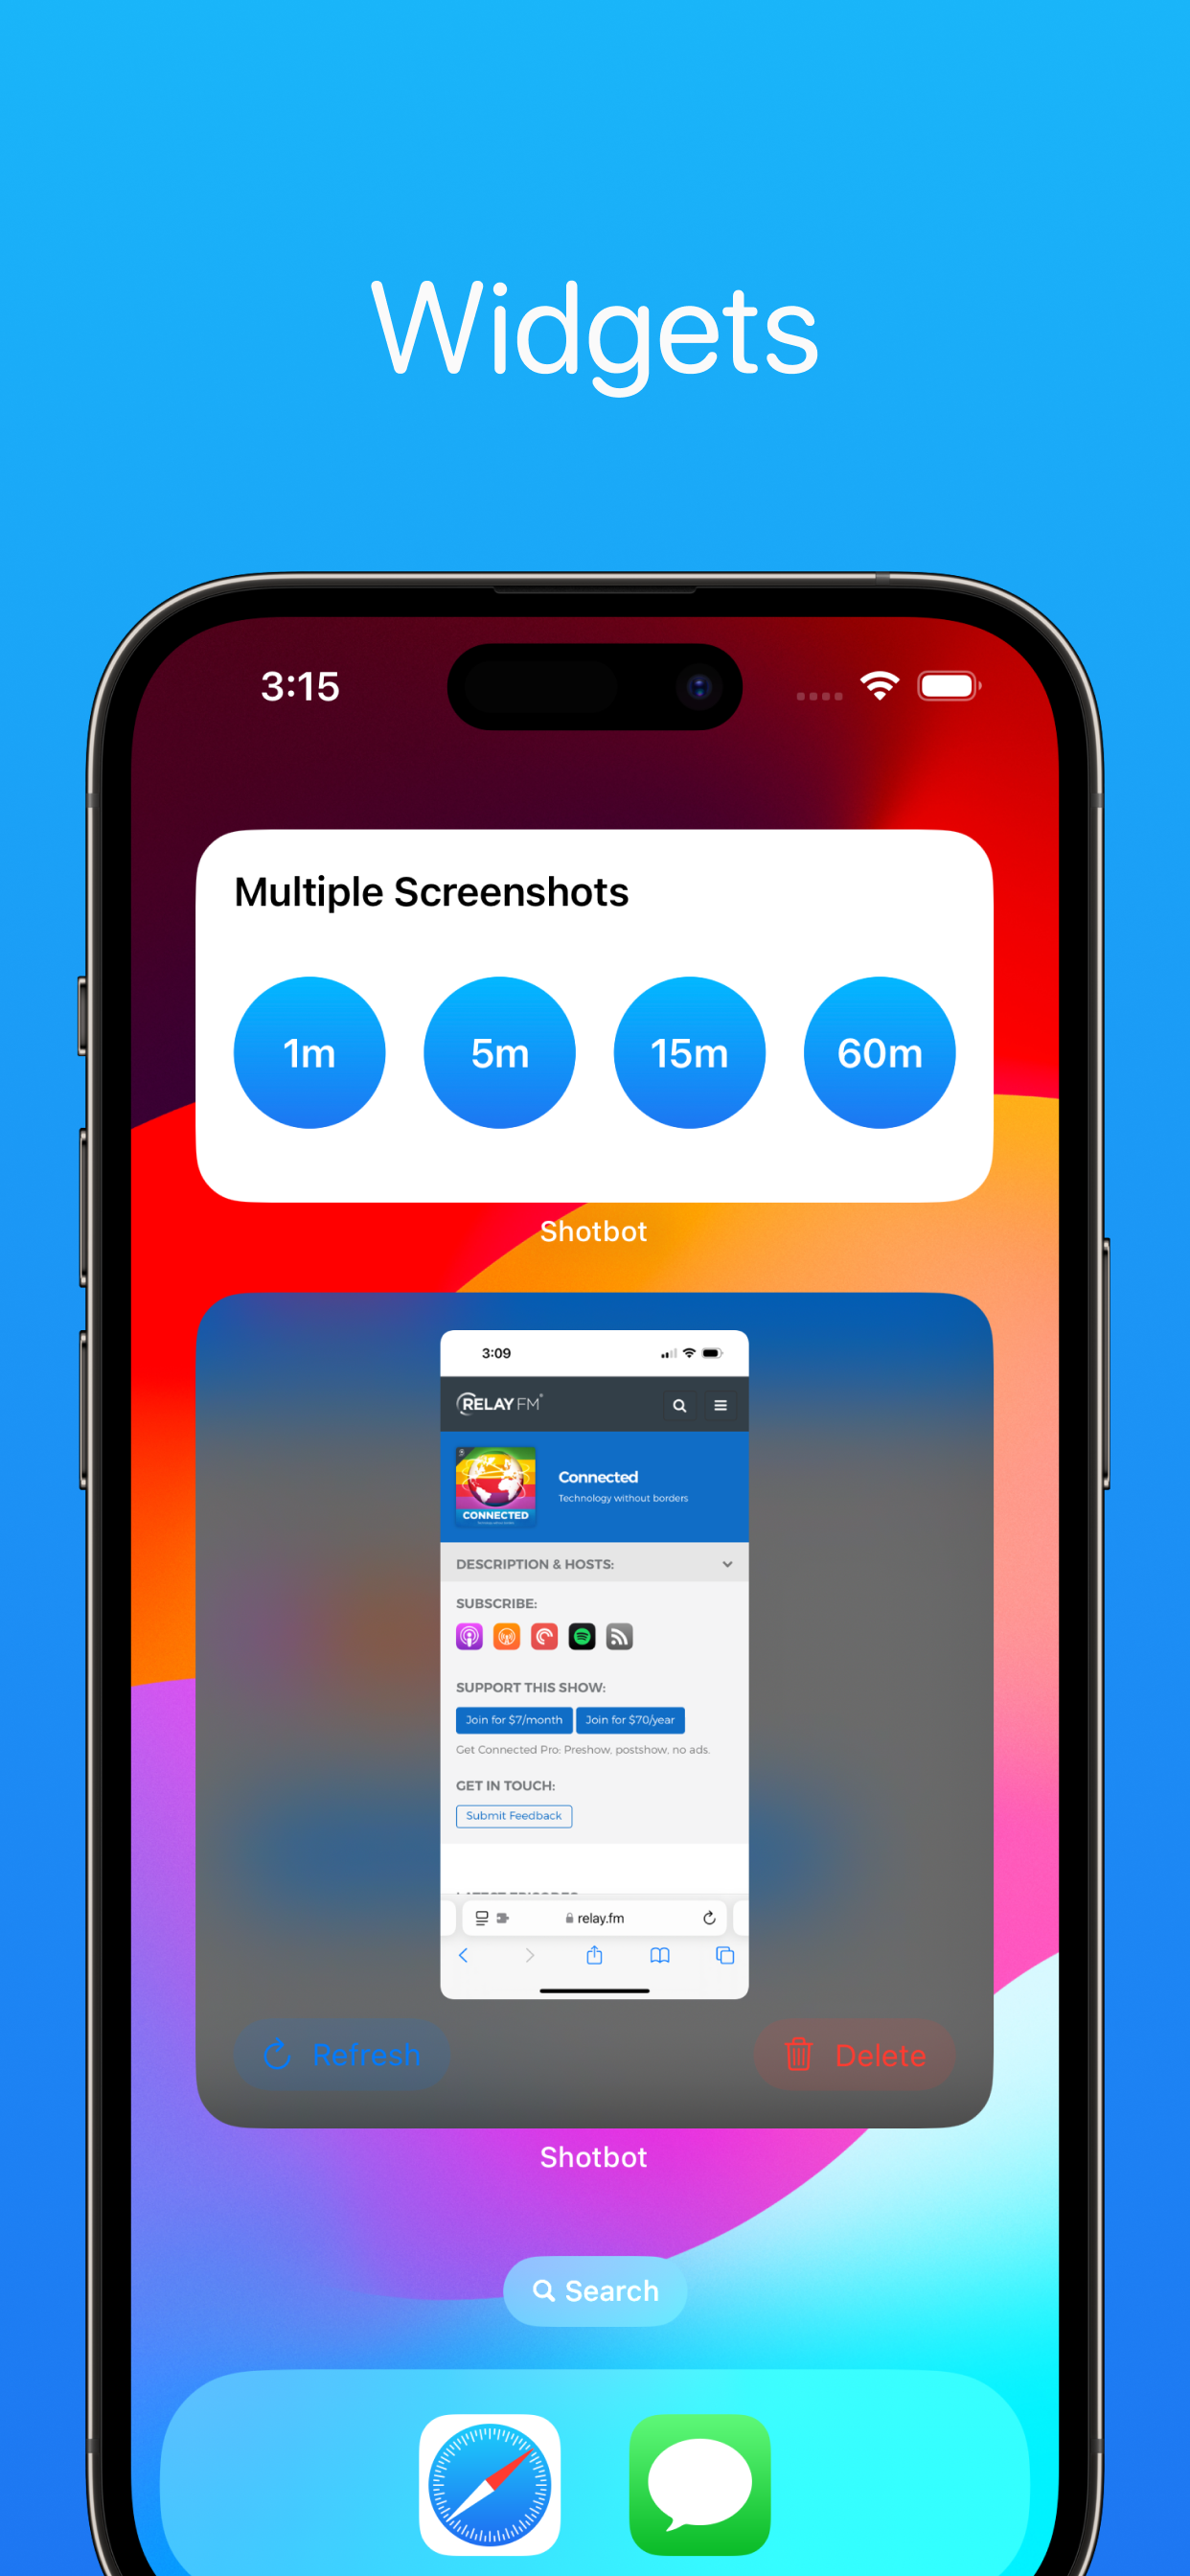 Widgets
3:15
Multiple Screenshots
1m 5m 15m 60m
Shotbot
3:09
RELAY FM
Connected
Technology without borders
CONNECTED
DESCRIPTION & HOSTS:
SUBSCRIBE:
SUPPORT THIS SHOW:
Join for $7/month Join for $70/year
Get Connected Pro: Preshow, postshow, no ads.
GET IN TOUCH:
Submit Feedback
relay.fm
Refresh Delete
Shotbot
Search